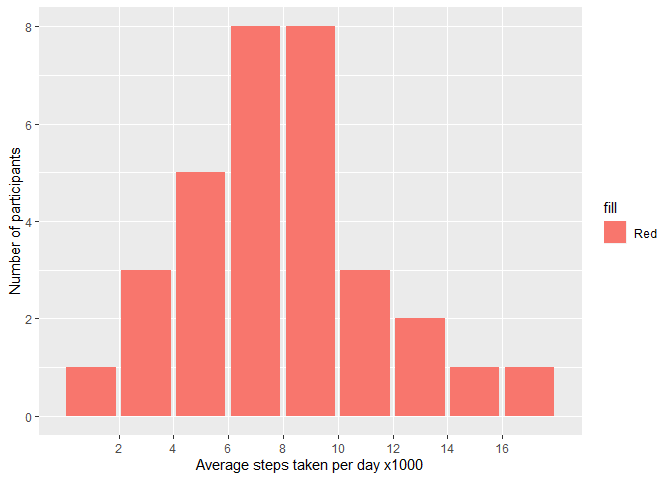 8
6
4
2
0
Number of participants
2 4 6 8 10 12 14 16
Average steps taken per day x1000
fill
Red